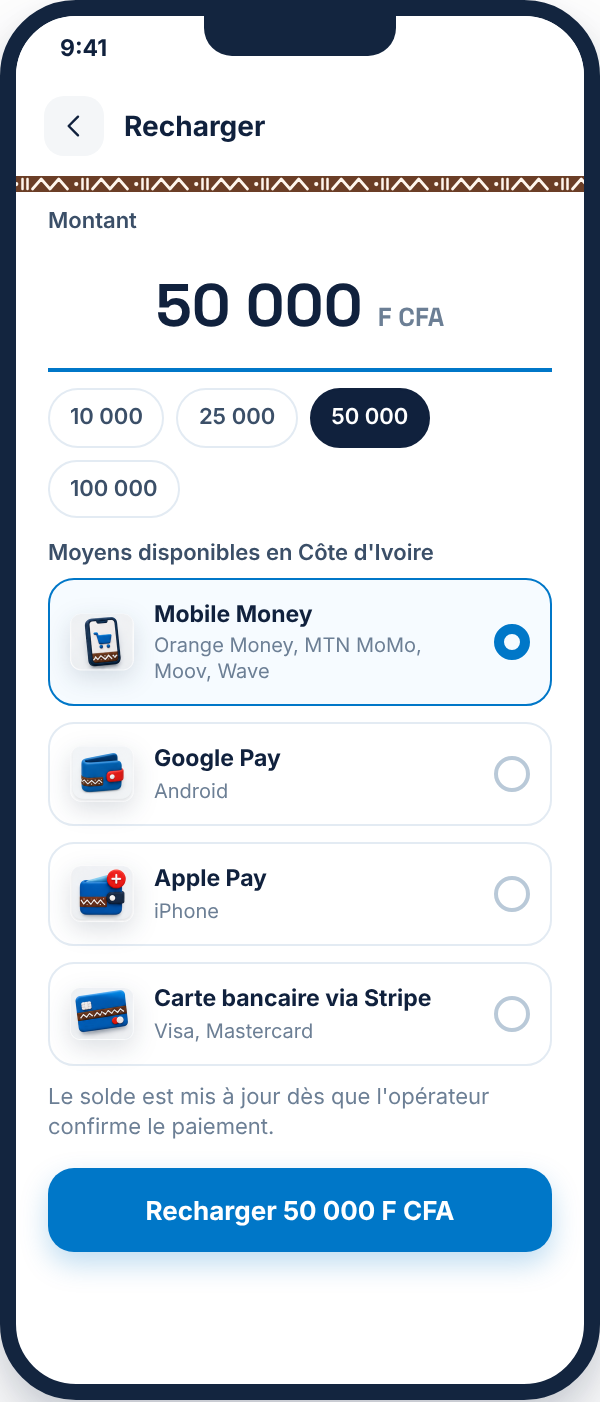 9:41
Recharger
Montant
50 000 F CFA
10 000
25 000
50 000
100 000
Moyens disponibles en Côte d'Ivoire
Mobile Money
Orange Money, MTN MoMo,
Moov, Wave
Google Pay
Android
Apple Pay
iPhone
Carte bancaire via Stripe
Visa, Mastercard
Le solde est mis à jour dès que l'opérateur
confirme le paiement.
Recharger 50 000 F CFA